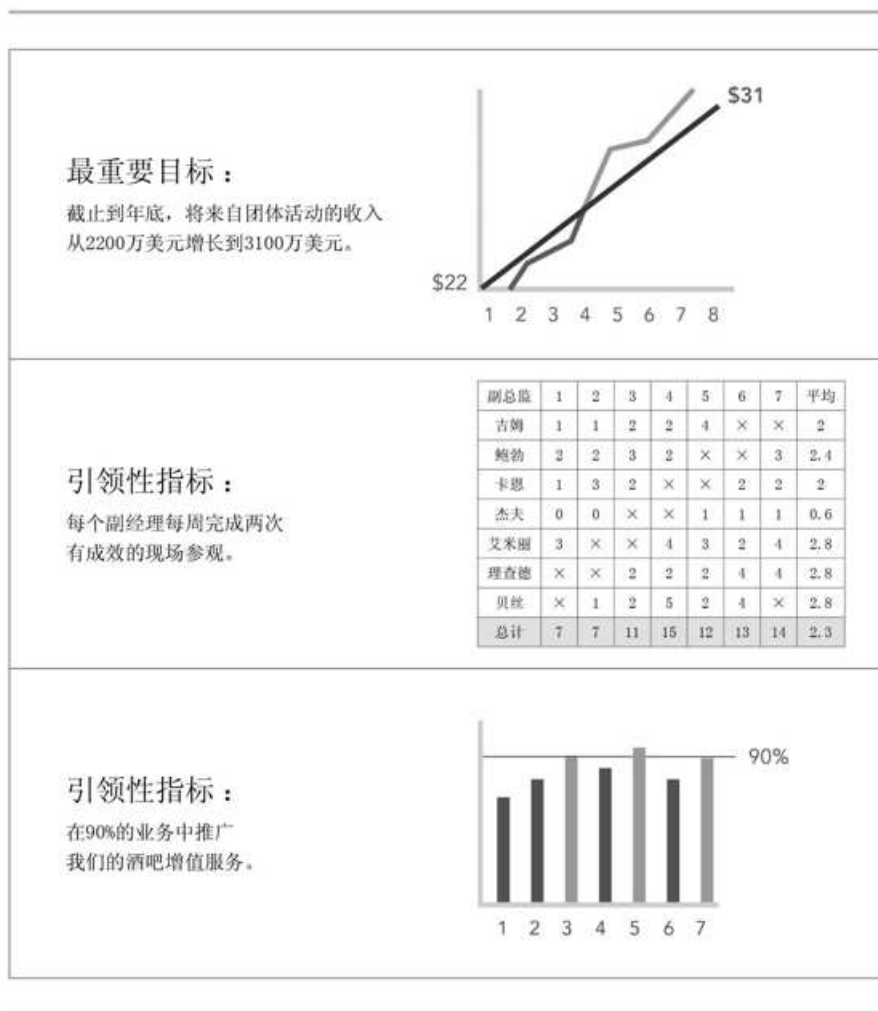 最重要目标：
截止到年底，将来自团体活动的收入
从2200万美元增长到3100万美元。
$31
$22
1 2 3 4 5 6 7 8
引领性指标：
每个副经理每周完成两次
有成效的现场参观。
副总监 1 2 3 4 5 6 7 平均
吉姆 1 1 2 2 4 × × 2
鲍勃 2 2 3 2 × × 3 2.4
卡恩 1 3 2 × × 2 2 2
杰夫 0 0 × × 1 1 1 0.6
艾米丽 3 × × 4 3 2 4 2.8
理查德 × × 2 2 2 4 4 2.8
贝丝 × 1 2 5 2 4 × 2.8
总计 7 7 11 15 12 13 14 2.3
引领性指标：
在90%的业务中推广
我们的酒吧增值服务。
90%
1 2 3 4 5 6 7